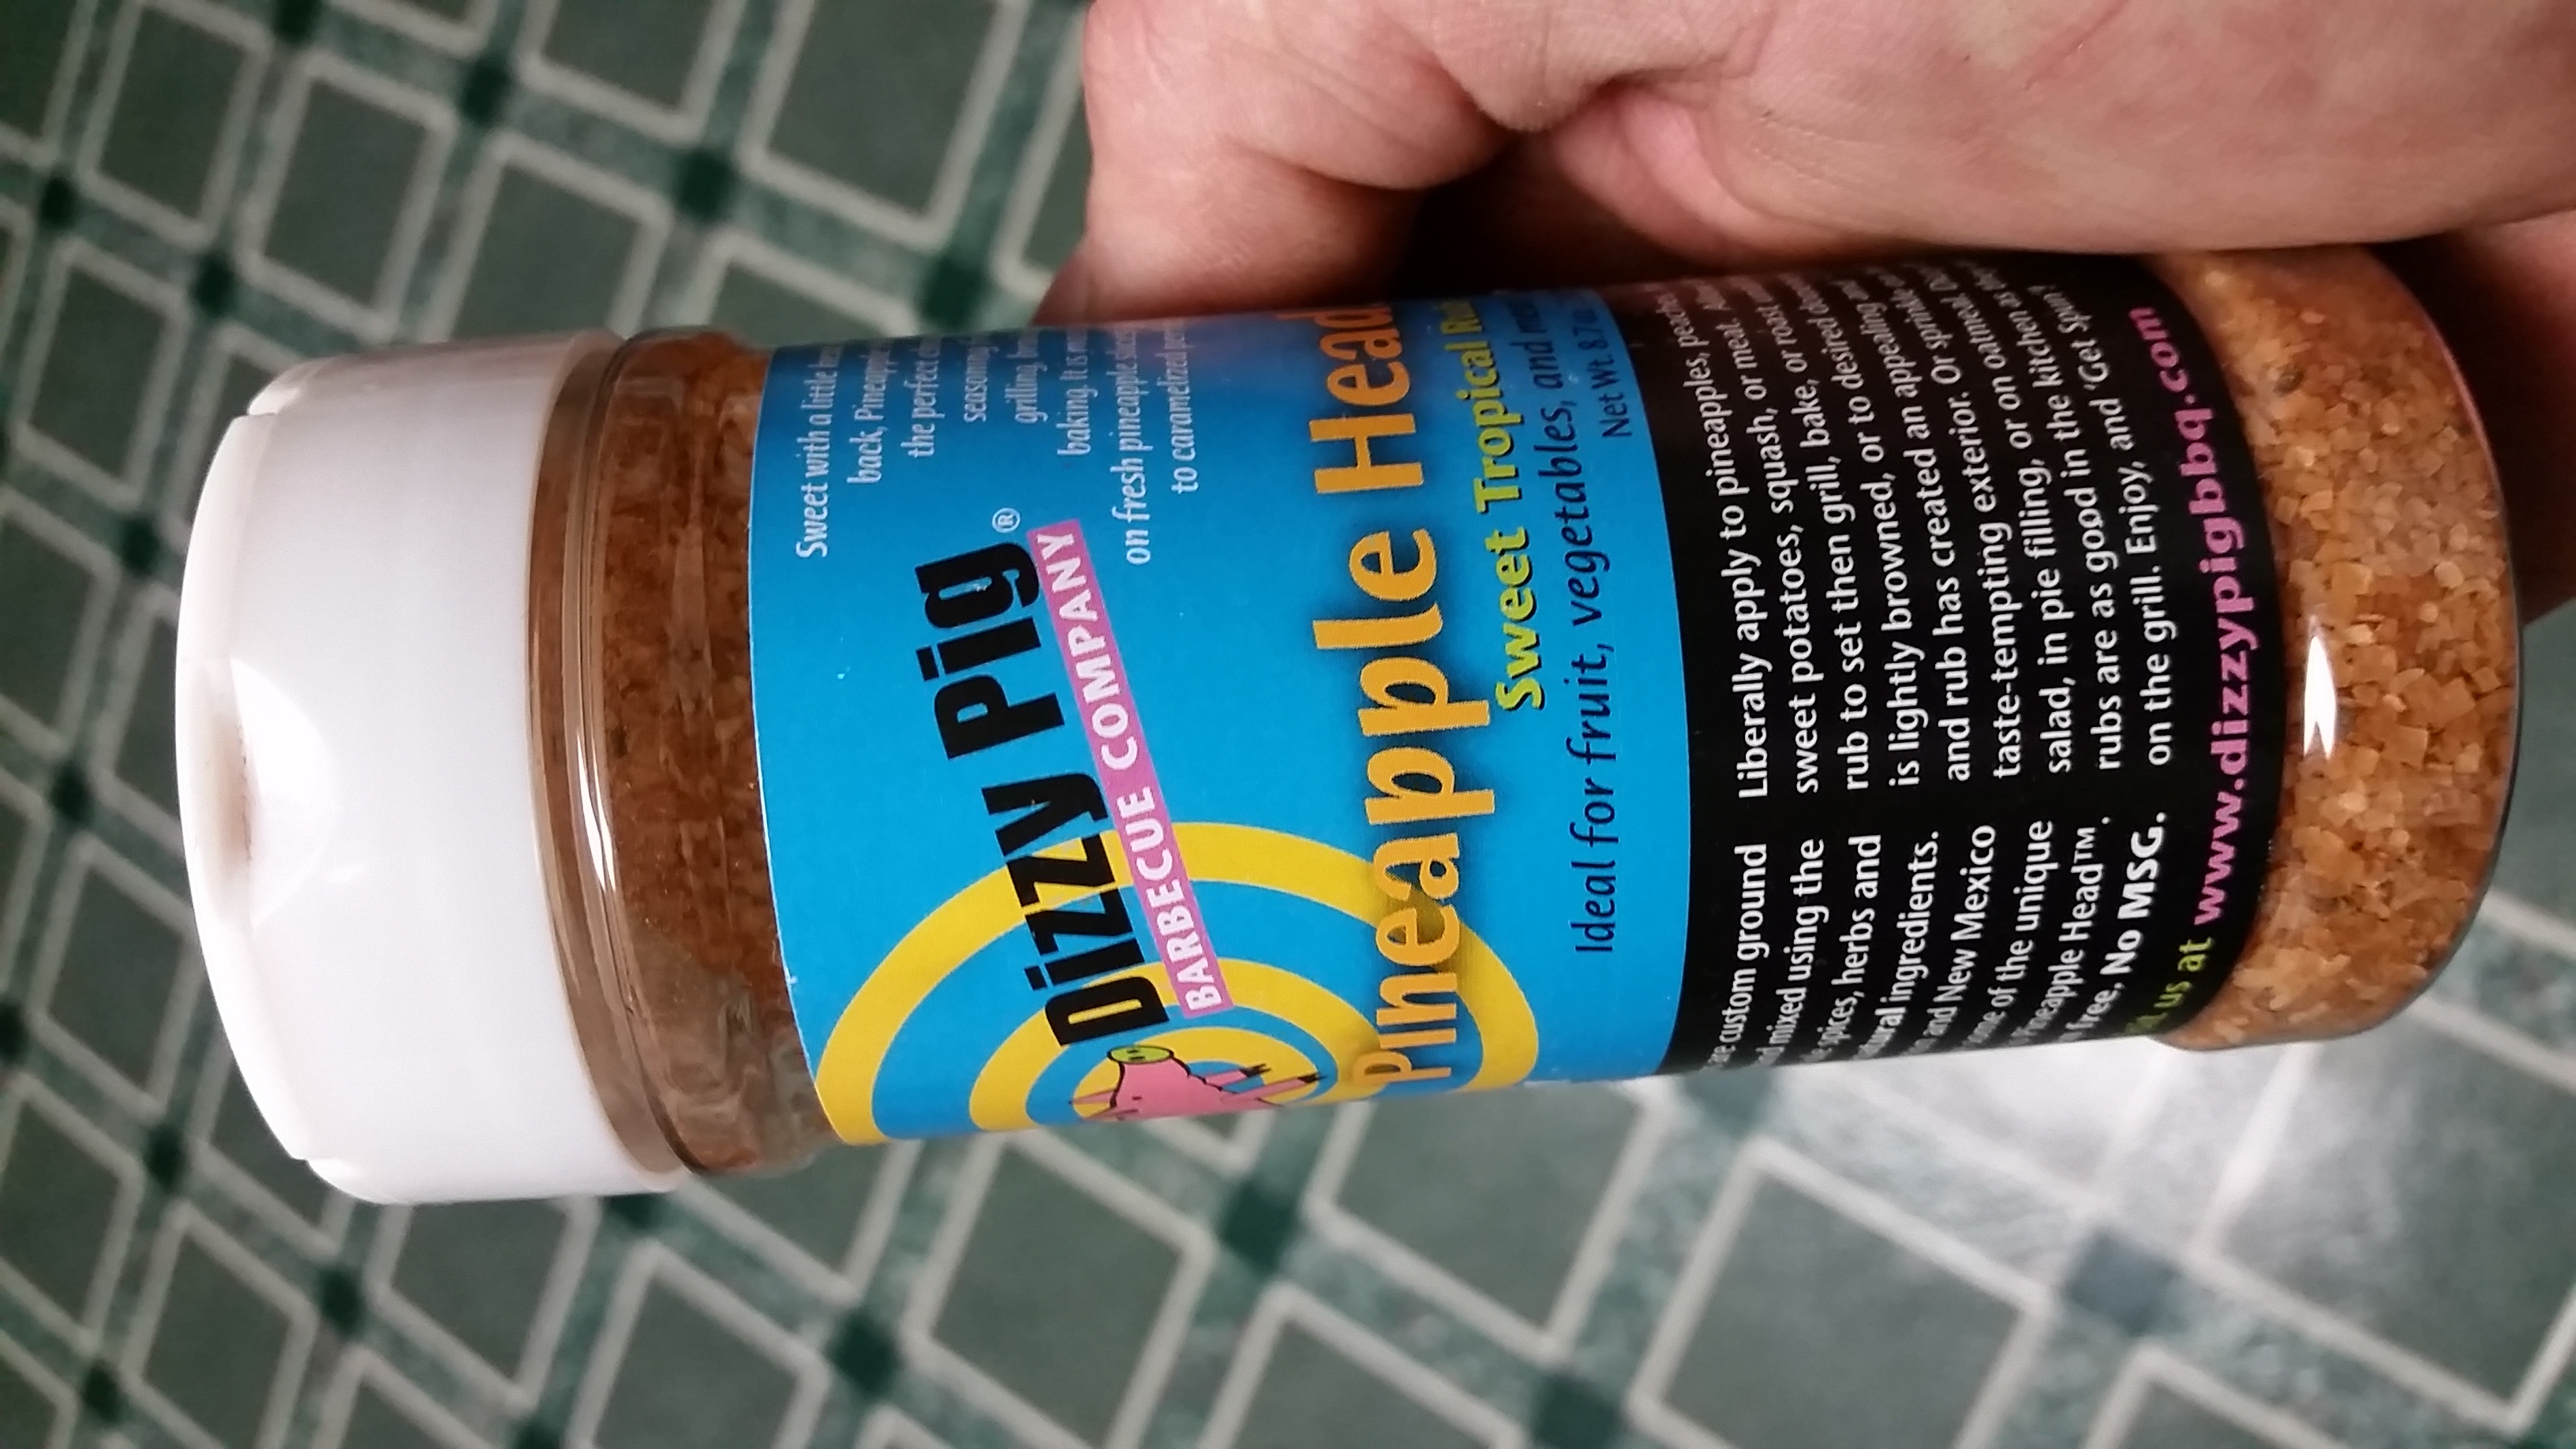 Sweet with a little
back,
the perfect
seasoning
grilling,
baking. It is
on fresh pineapple
to caramelized
Dizzy Pig®
BARBECUE COMPANY
Pineapple Head
Sweet Tropical
Ideal for fruit, vegetables, and
Net Wt. 8.7
custom ground
mixed using the
spices, herbs and
ingredients.
and New Mexico
of the unique
Pineapple Head™.
free, No MSG.
Liberally apply to pineapples,
sweet potatoes, squash, or meat.
rub to set then grill, bake, or roast
is lightly browned, or to desired
and rub has created an appealing
taste-tempting exterior. Or sprinkle
salad, in pie filling, or on oatmeal.
rubs are as good in the kitchen as
on the grill. Enjoy, and 'Get Spun'!
us at www.dizzypigbbq.com